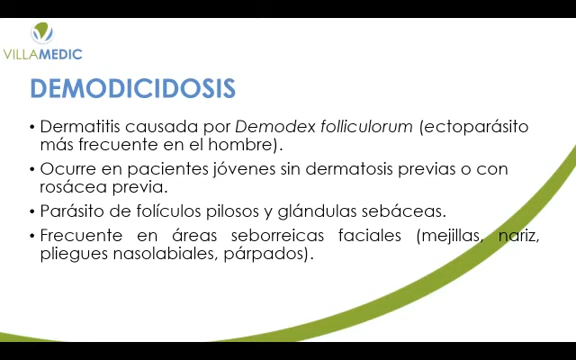 VILLAMEDIC
DEMODICIDOSIS
• Dermatitis causada por Demodex folliculorum (ectoparásito
más frecuente en el hombre).
• Ocurre en pacientes jóvenes sin dermatosis previas o con
rosácea previa.
• Parásito de folículos pilosos y glándulas sebáceas.
• Frecuente en áreas seborreicas faciales (mejillas, nariz,
pliegues nasolabiales, párpados).